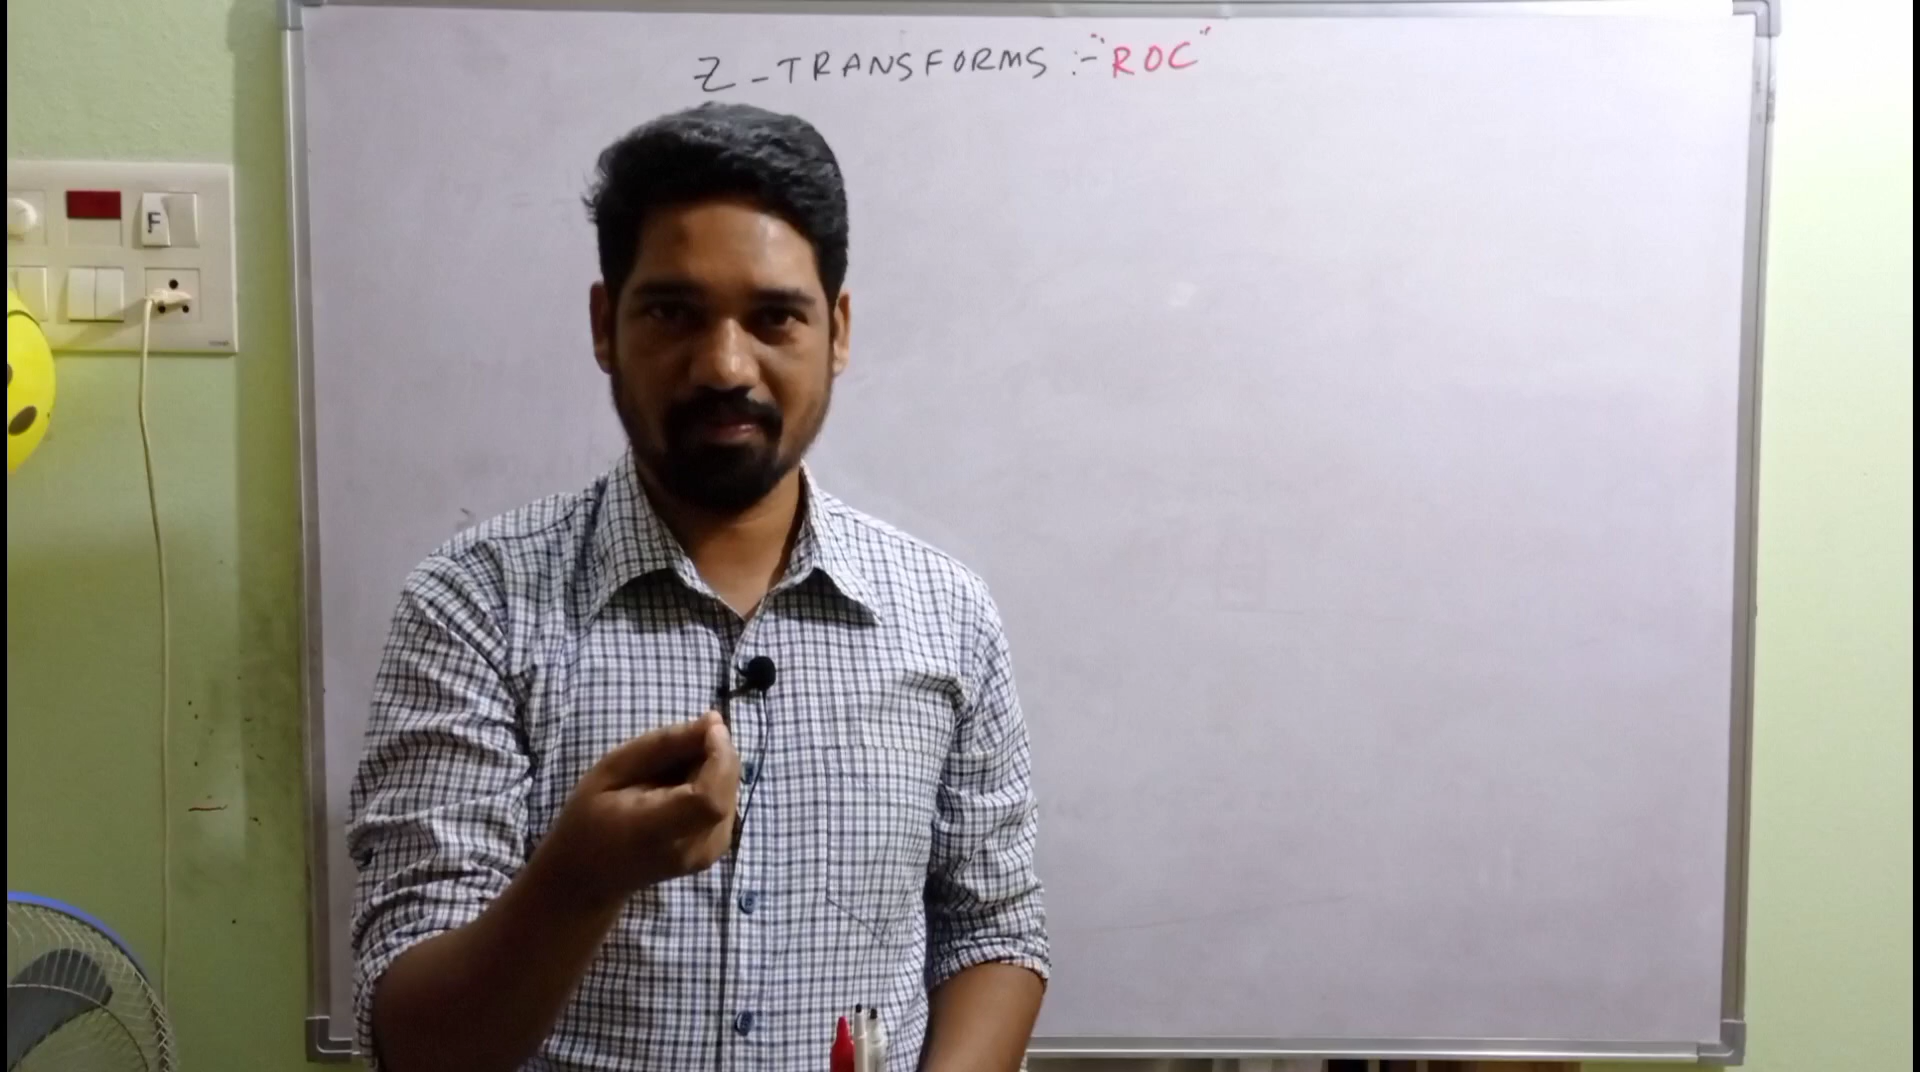 Z-TRANSFORMS :- "ROC"
F